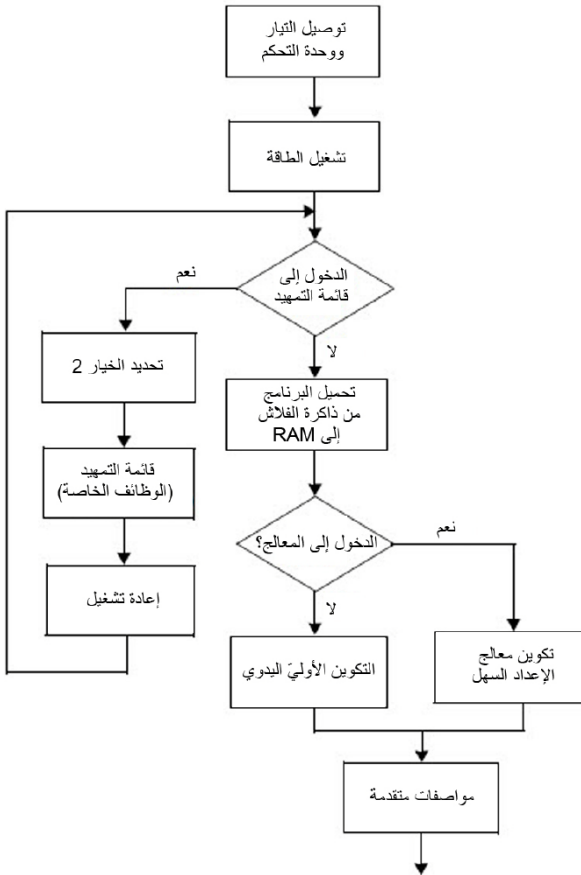 توصيل التيار
ووحدة التحكم
تشغيل الطاقة
الدخول إلى
قائمة التمهيد
نعم
لا
تحديد الخيار 2
قائمة التمهيد
(الوظائف الخاصة)
إعادة تشغيل
تحميل البرنامج
من ذاكرة الفلاش
إلى RAM
الدخول إلى المعالج؟
نعم
لا
تكوين معالج
الإعداد السهل
التكوين الأوليّ اليدوي
مواصفات متقدمة